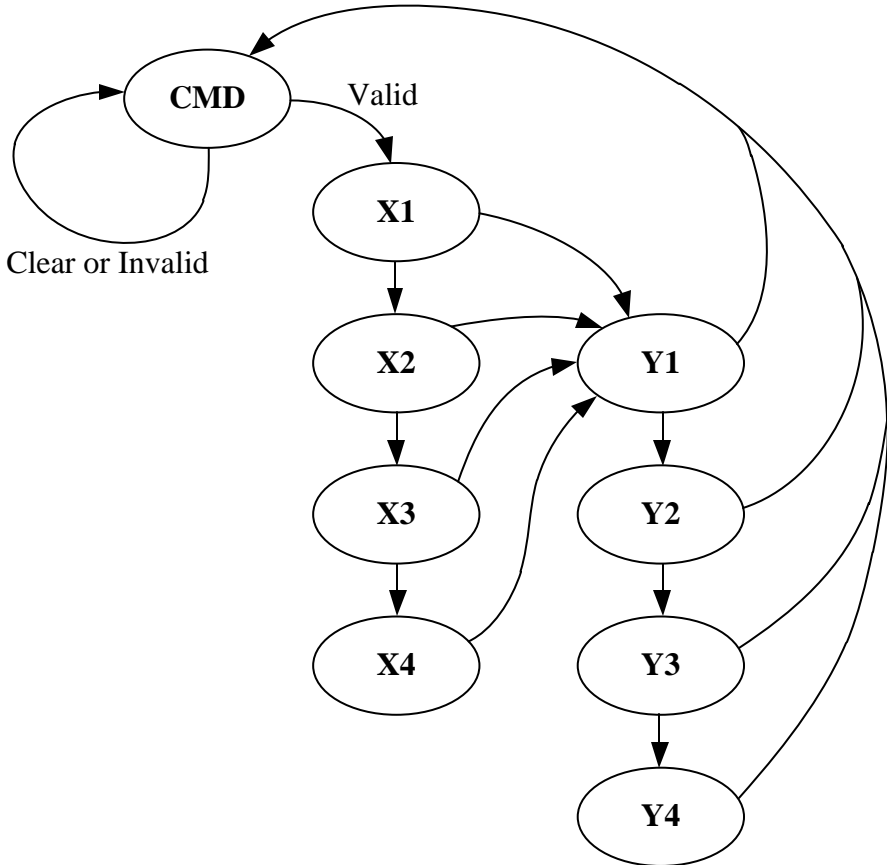 CMD
Valid
X1
Clear or Invalid
X2
Y1
X3
Y2
X4
Y3
Y4